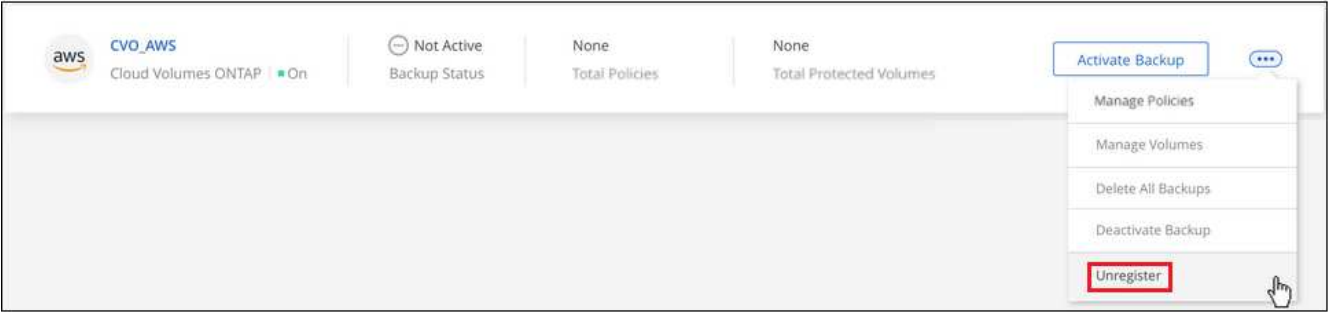 aws
CVO_AWS
Cloud Volumes ONTAP
On
Not Active
Backup Status
None
Total Policies
None
Total Protected Volumes
Activate Backup
Manage Policies
Manage Volumes
Delete All Backups
Deactivate Backup
Unregister